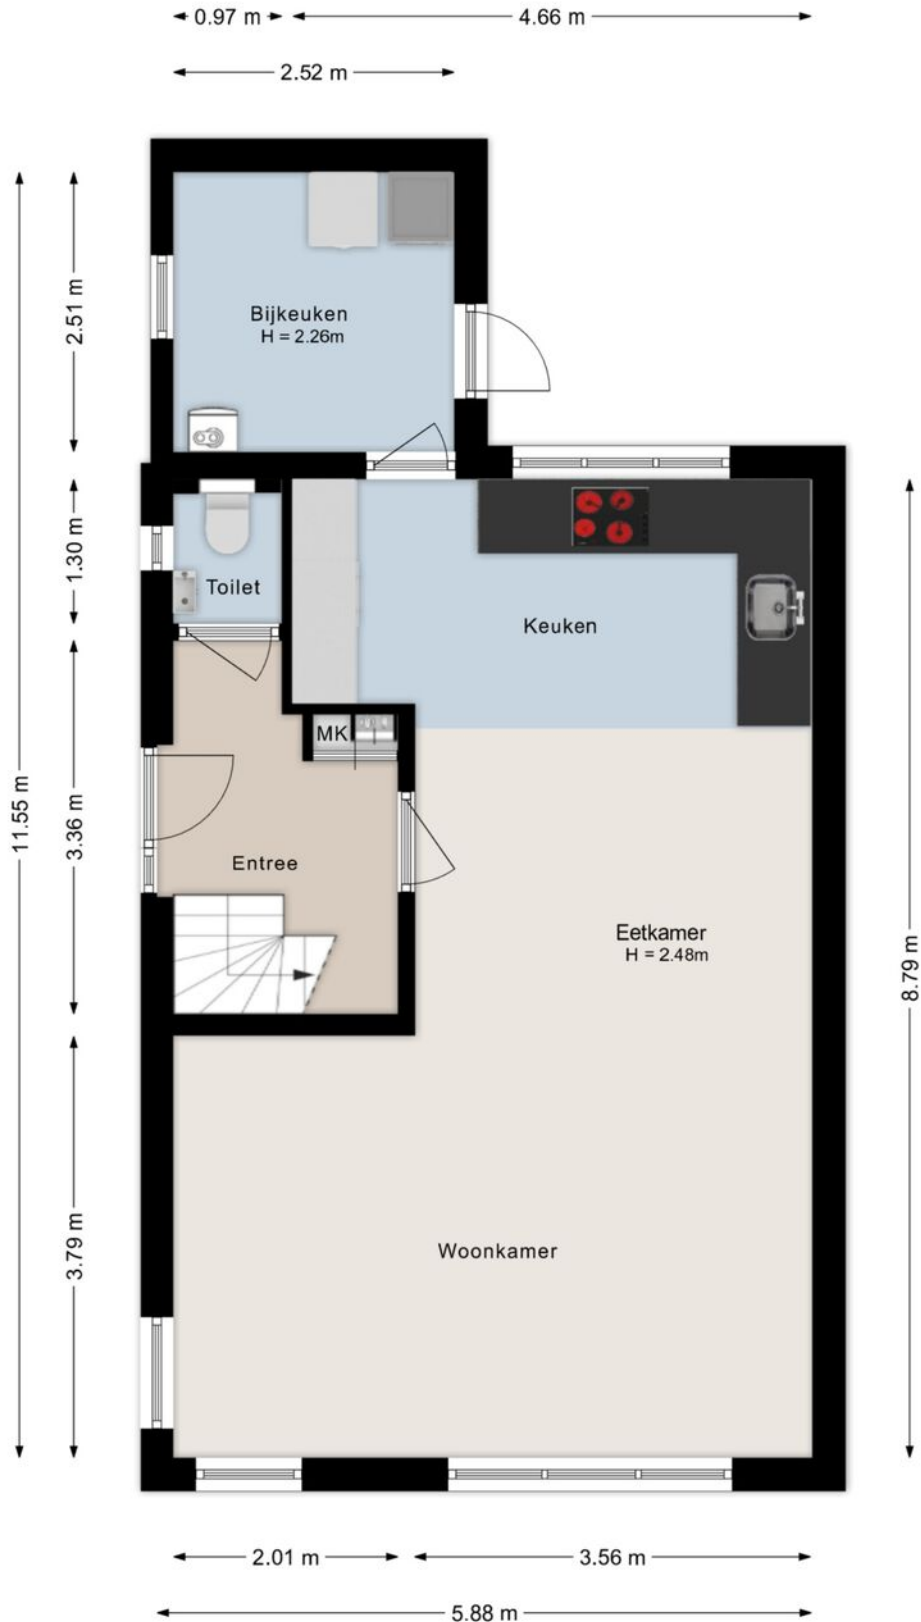 0.97 m
4.66 m
2.52 m
11.55 m
2.51 m
Bijkeuken
H = 2.26m
1.30 m
Toilet
Keuken
MK
3.36 m
Entree
Eetkamer
H = 2.48m
8.79 m
3.79 m
Woonkamer
2.01 m
3.56 m
5.88 m